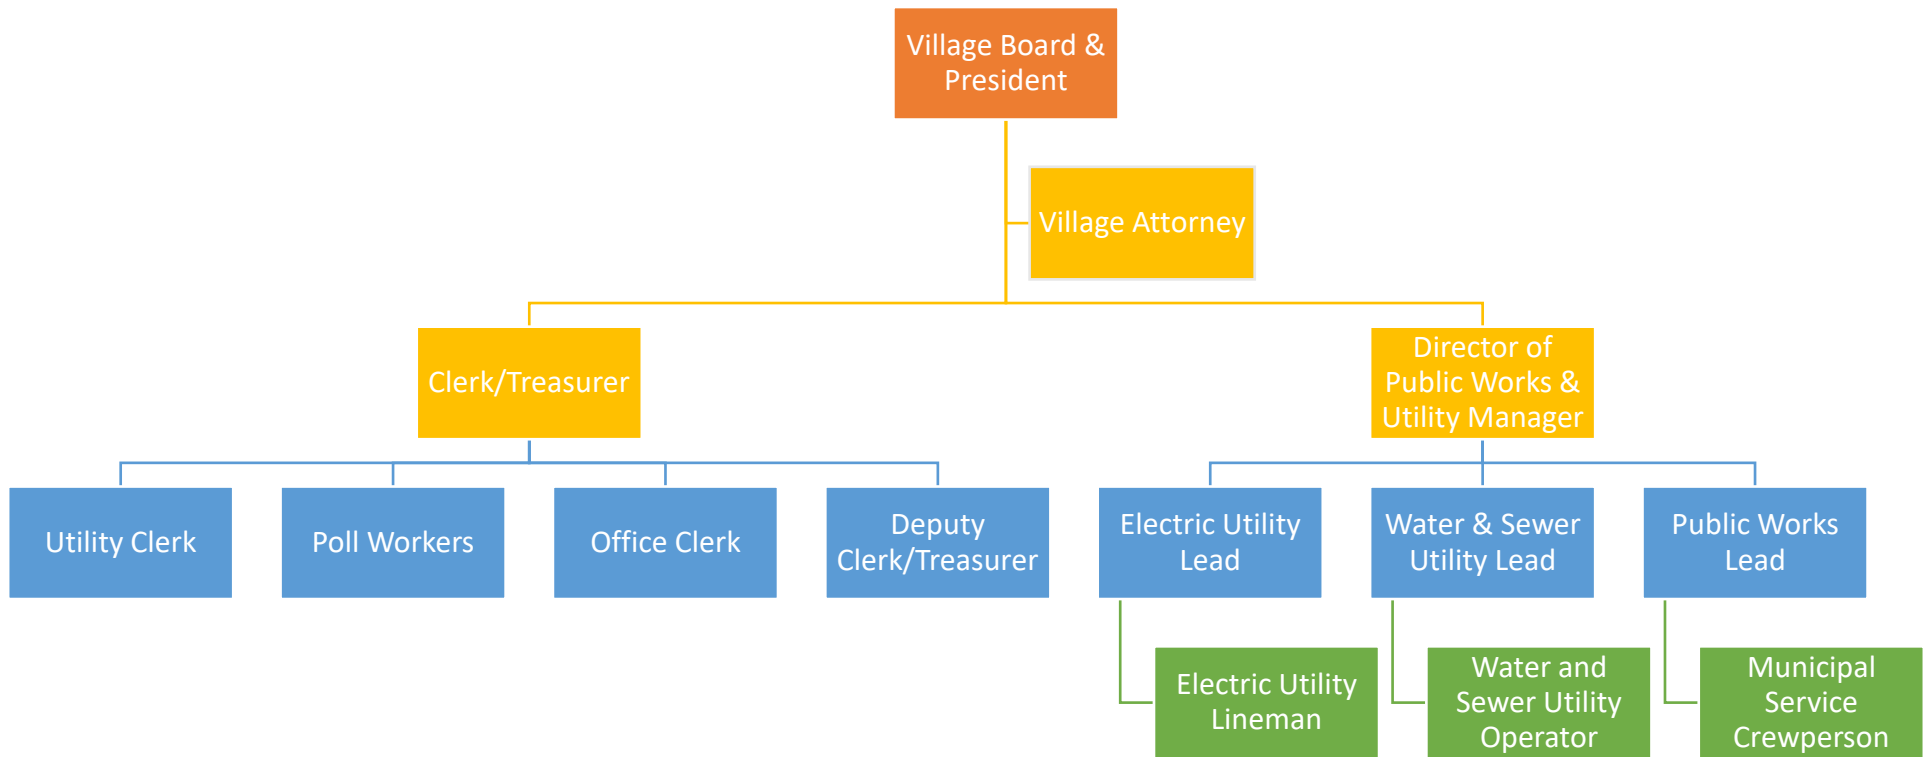 Village Board &
President
Village Attorney
Clerk/Treasurer
Director of
Public Works &
Utility Manager
Utility Clerk
Poll Workers
Office Clerk
Deputy
Clerk/Treasurer
Electric Utility
Lead
Water & Sewer
Utility Lead
Public Works
Lead
Electric Utility
Lineman
Water and
Sewer Utility
Operator
Municipal
Service
Crewperson